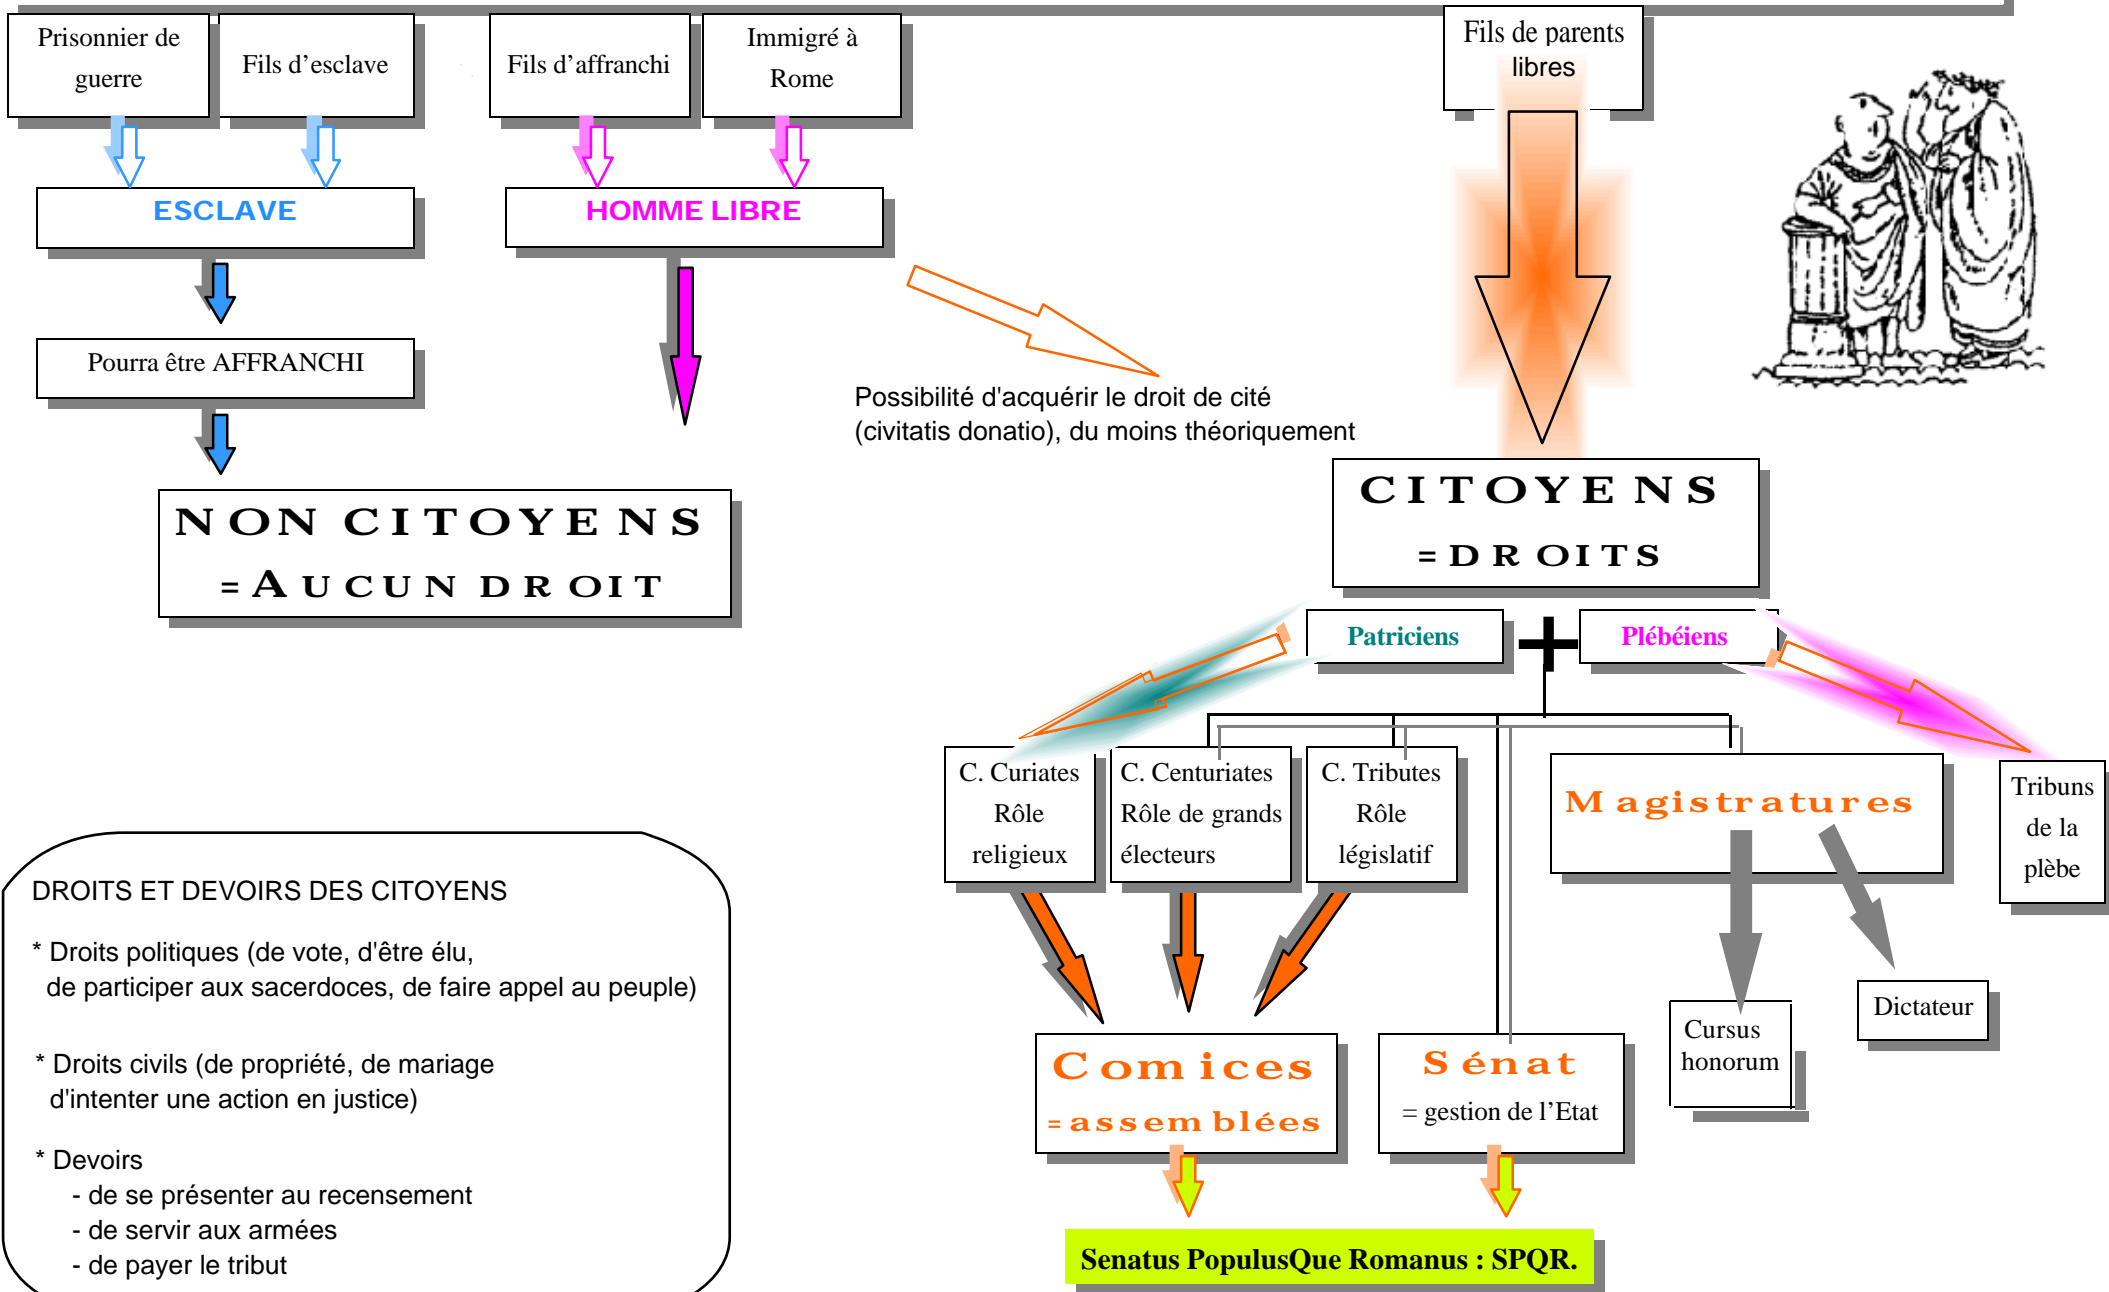 Prisonnier de
guerre
Fils d’esclave
Fils d’affranchi
Immigré à
Rome
Fils de parents
libres
ESCLAVE
HOMME LIBRE
Pourra être AFFRANCHI
Possibilité d'acquérir le droit de cité
(civitatis donatio), du moins théoriquement
NON CITOYENS
= AUCUN DROIT
CITOYENS
= DROITS
Patriciens
Plébéiens
C. Curiates
Rôle
religieux
C. Centuriates
Rôle de grands
électeurs
C. Tributes
Rôle
législatif
Magistratures
Tribuns
de la
plèbe
Cursus
honorum
Dictateur
Comices
= assemblées
Sénat
= gestion de l’Etat
Senatus PopulusQue Romanus : SPQR.
DROITS ET DEVOIRS DES CITOYENS
* Droits politiques (de vote, d'être élu,
de participer aux sacerdoces, de faire appel au peuple)
* Droits civils (de propriété, de mariage
d'intenter une action en justice)
* Devoirs
- de se présenter au recensement
- de servir aux armées
- de payer le tribut